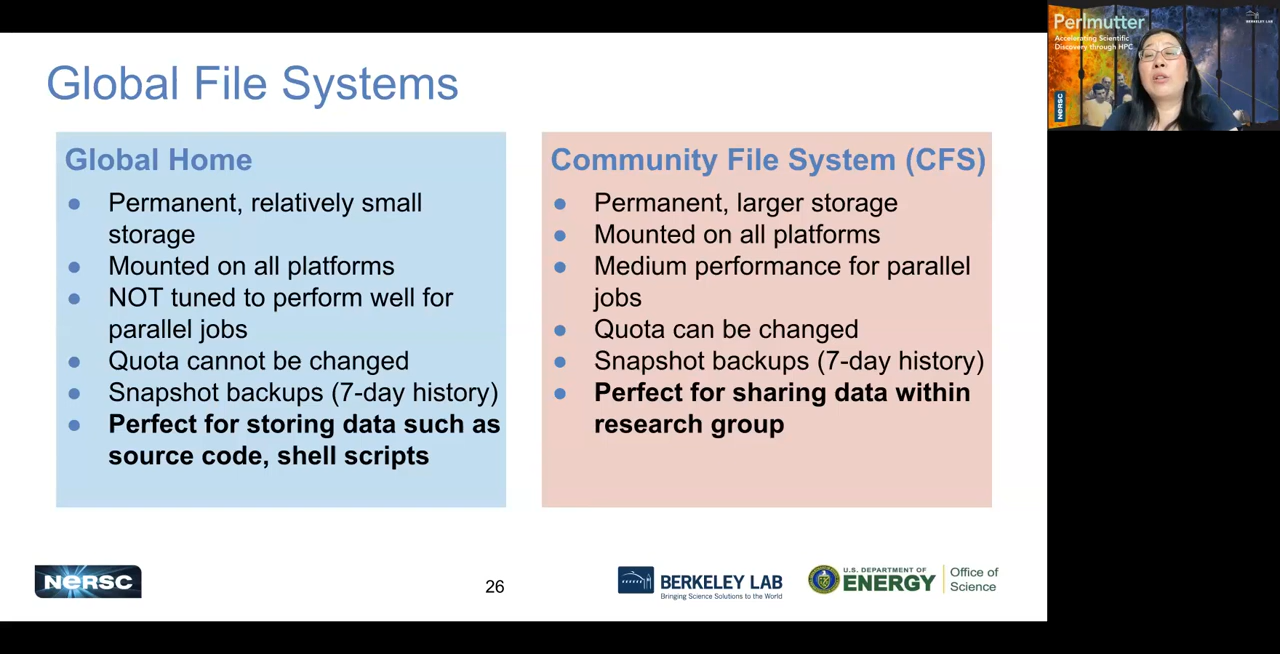 Global File Systems
Global Home
● Permanent, relatively small
storage
● Mounted on all platforms
● NOT tuned to perform well for
parallel jobs
● Quota cannot be changed
● Snapshot backups (7-day history)
● Perfect for storing data such as
source code, shell scripts
Community File System (CFS)
● Permanent, larger storage
● Mounted on all platforms
● Medium performance for parallel
jobs
● Quota can be changed
● Snapshot backups (7-day history)
● Perfect for sharing data within
research group
NERSC
26
BERKELEY LAB
Bringing Science Solutions to the World
U.S. DEPARTMENT OF
ENERGY
Office of
Science
Perlmutter
Accelerating Scientific
Discovery through HPC
NERSC
BERKELEY LAB